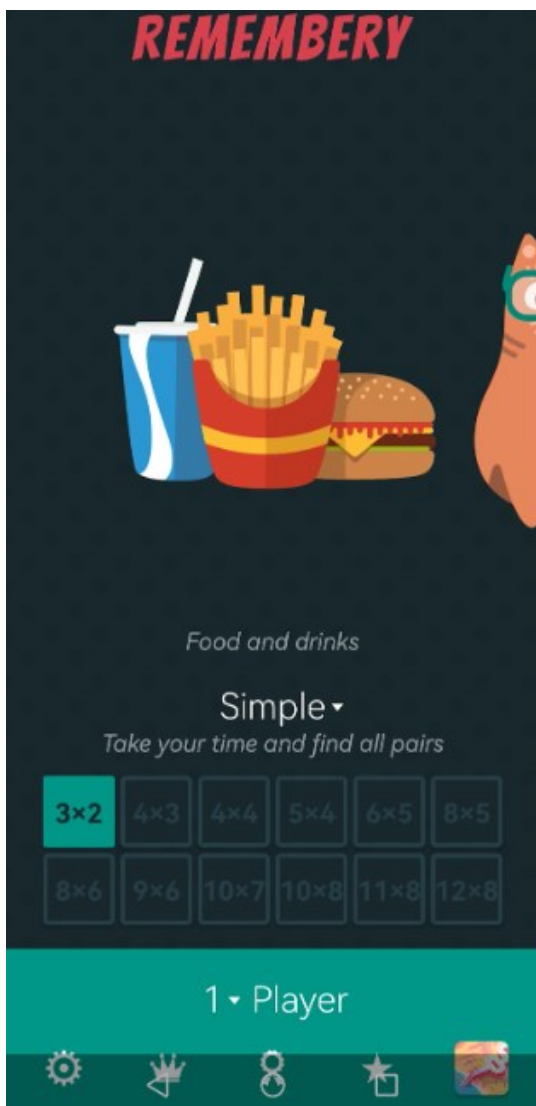 REMEMBERY
Food and drinks
Simple
Take your time and find all pairs
3×2 4×3 4×4 5×4 6×5 8×5
8×6 9×6 10×7 10×8 11×8 12×8
1 Player